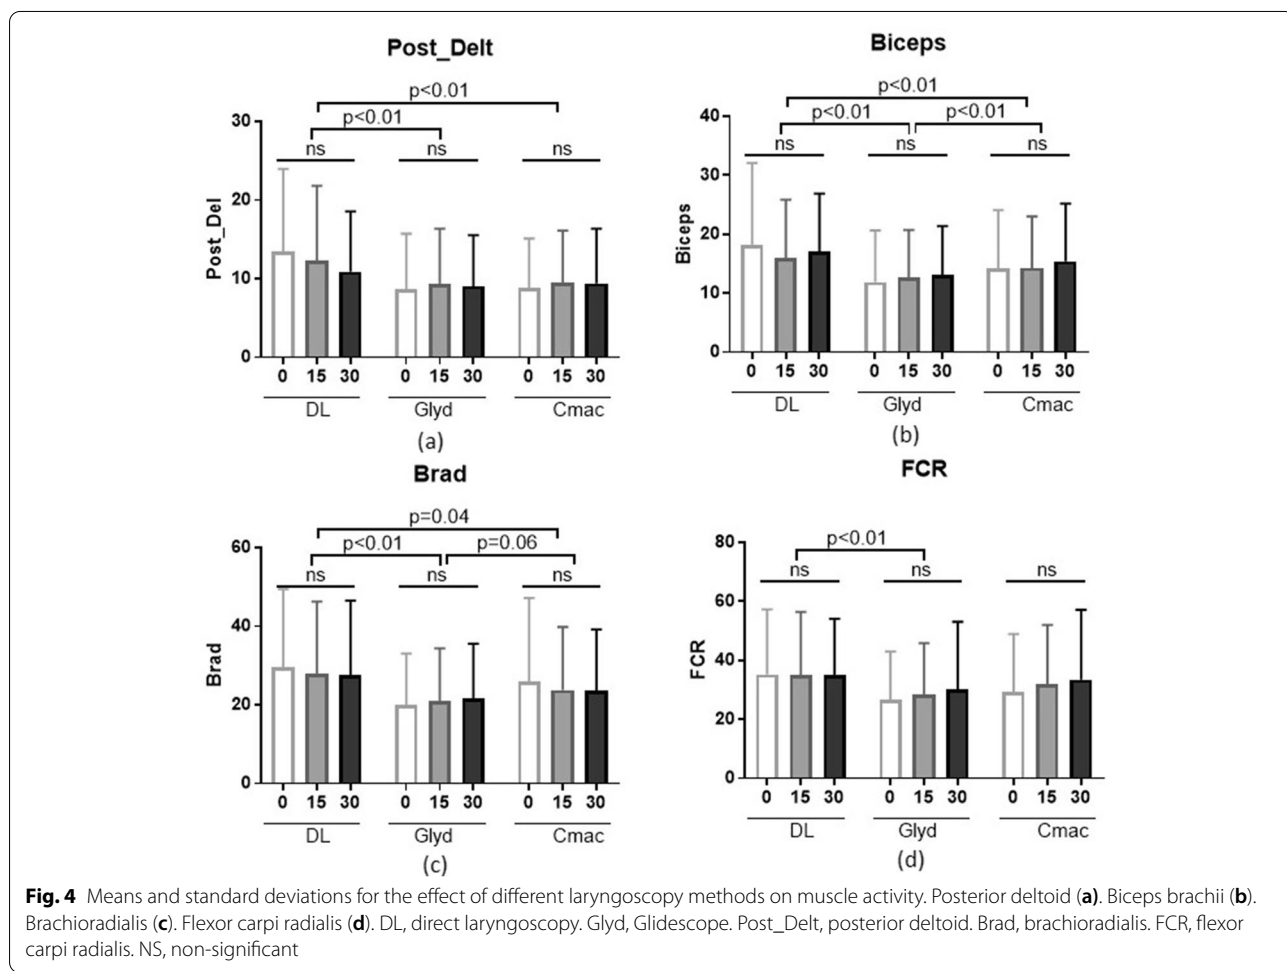 Post_Delt
p<0.01
p<0.01
ns ns ns
30
20
10
0
Post_Del
0 15 30 0 15 30 0 15 30
DL Glyd Cmac
(a)
Biceps
p<0.01
p<0.01 p<0.01
ns ns ns
40
30
20
10
0
Biceps
0 15 30 0 15 30 0 15 30
DL Glyd Cmac
(b)
Brad
p=0.04
p<0.01 p=0.06
ns ns ns
60
40
20
0
Brad
0 15 30 0 15 30 0 15 30
DL Glyd Cmac
(c)
FCR
p<0.01
ns ns ns
80
60
40
20
0
FCR
0 15 30 0 15 30 0 15 30
DL Glyd Cmac
(d)
Fig. 4 Means and standard deviations for the effect of different laryngoscopy methods on muscle activity. Posterior deltoid (a). Biceps brachii (b).
Brachioradialis (c). Flexor carpi radialis (d). DL, direct laryngoscopy. Glyd, Glidescope. Post_Delt, posterior deltoid. Brad, brachioradialis. FCR, flexor
carpi radialis. NS, non-significant